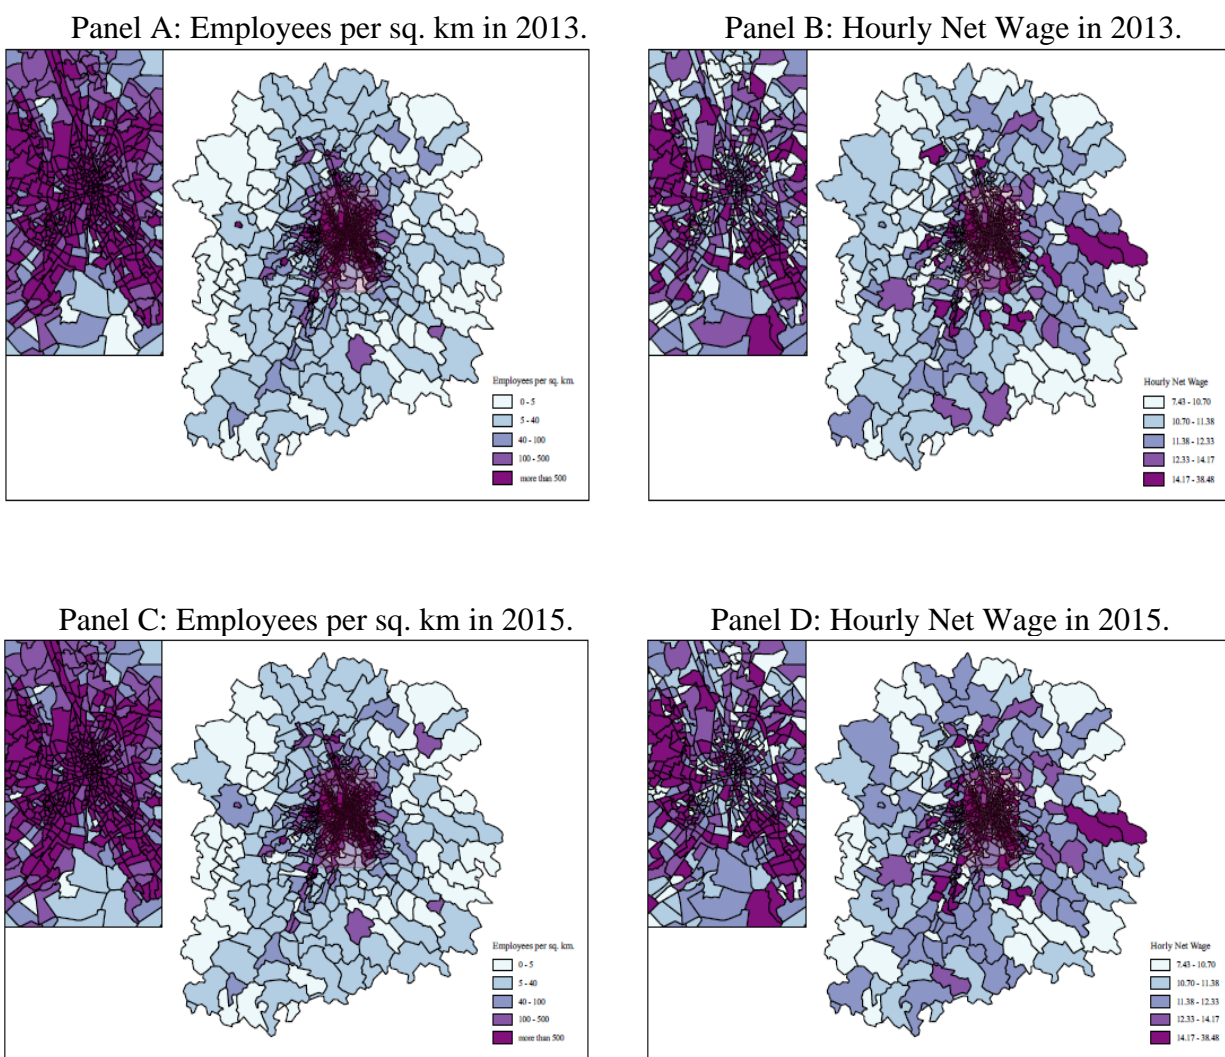 Panel A: Employees per sq. km in 2013.
Panel B: Hourly Net Wage in 2013.
Employees per sq. km.
0 - 5
5 - 40
40 - 100
100 - 500
more than 500
Hourly Net Wage
7.43 - 10.70
10.70 - 11.38
11.38 - 12.33
12.33 - 14.17
14.17 - 38.48
Panel C: Employees per sq. km in 2015.
Panel D: Hourly Net Wage in 2015.
Employees per sq. km.
0 - 5
5 - 40
40 - 100
100 - 500
more than 500
Horly Net Wage
7.43 - 10.70
10.70 - 11.38
11.38 - 12.33
12.33 - 14.17
14.17 - 38.48